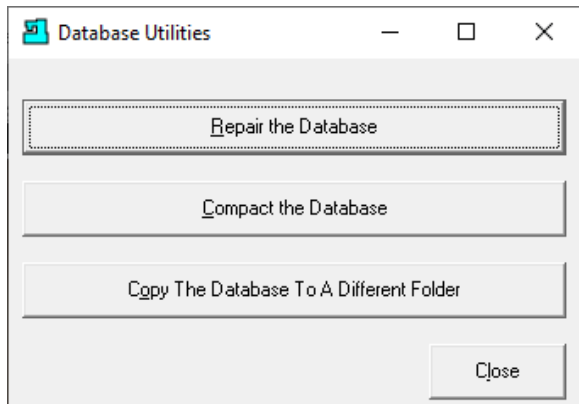 Database Utilities
Repair the Database
Compact the Database
Copy The Database To A Different Folder
Close